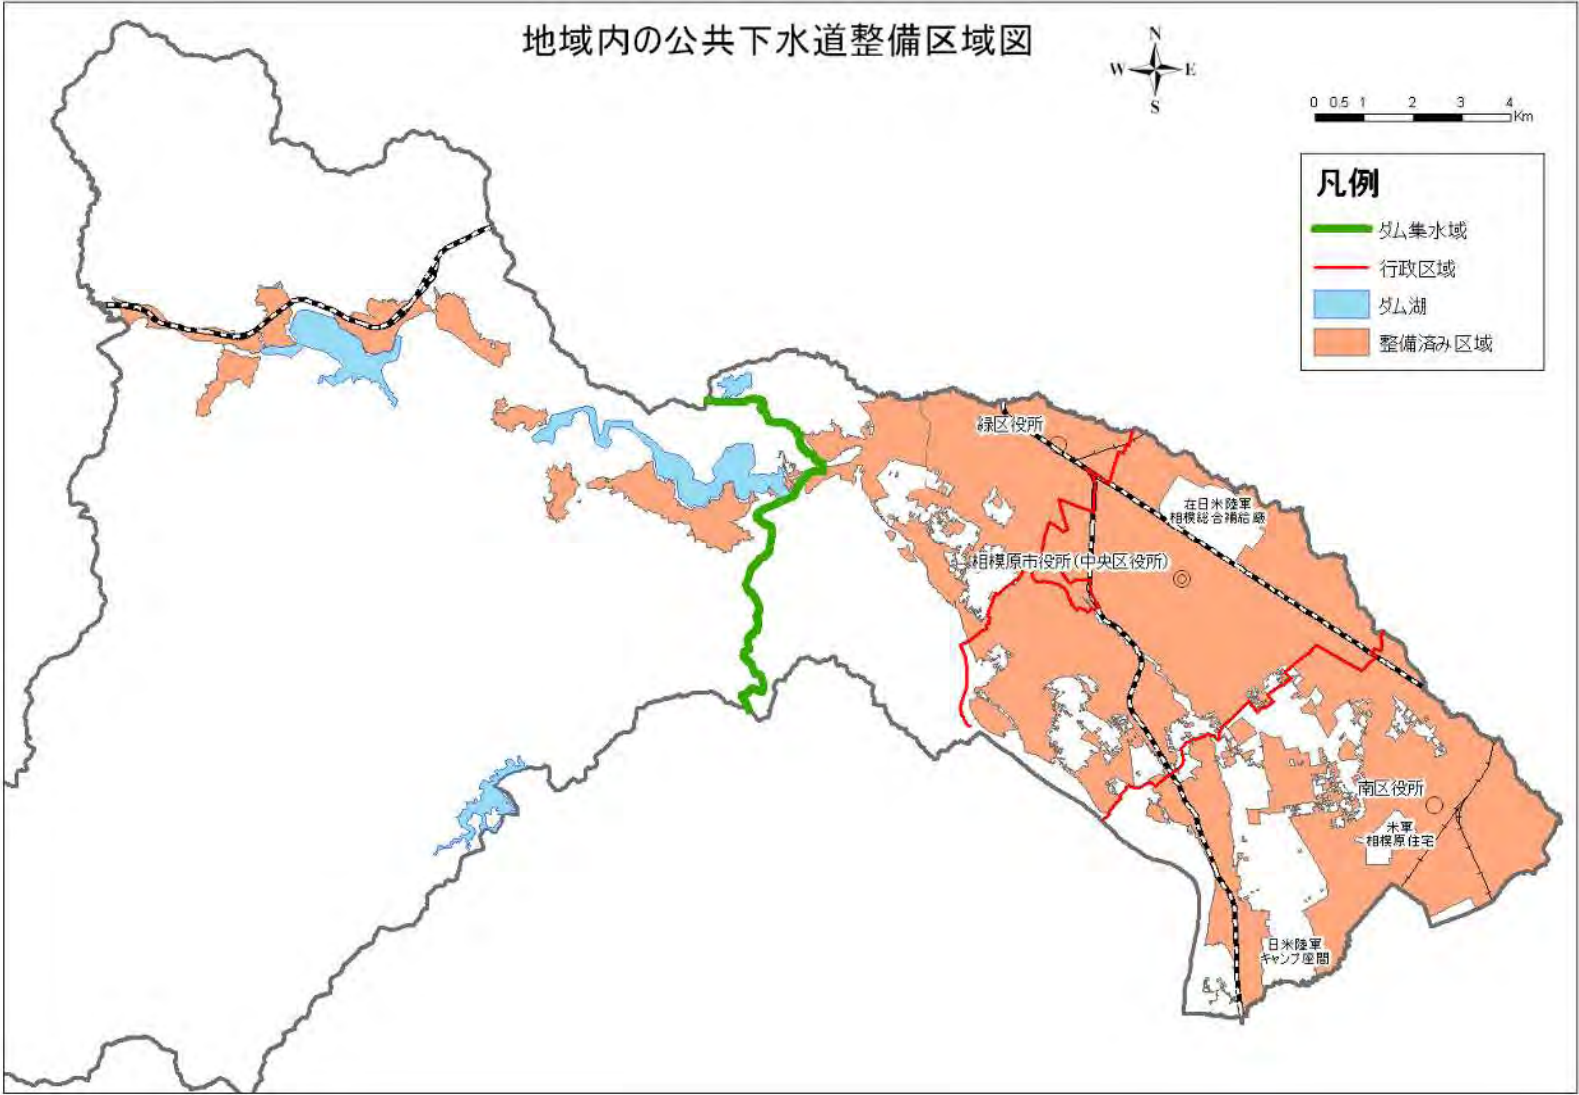 地域内の公共下水道整備区域図
N
W E
S
0 0.5 1 2 3 4
Km
凡例
ダム集水域
行政区域
ダム湖
整備済み区域
緑区役所
在日米陸軍
相模総合補給廠
相模原市役所(中央区役所)
南区役所
米軍
相模原住宅
日米陸軍
キャンプ座間